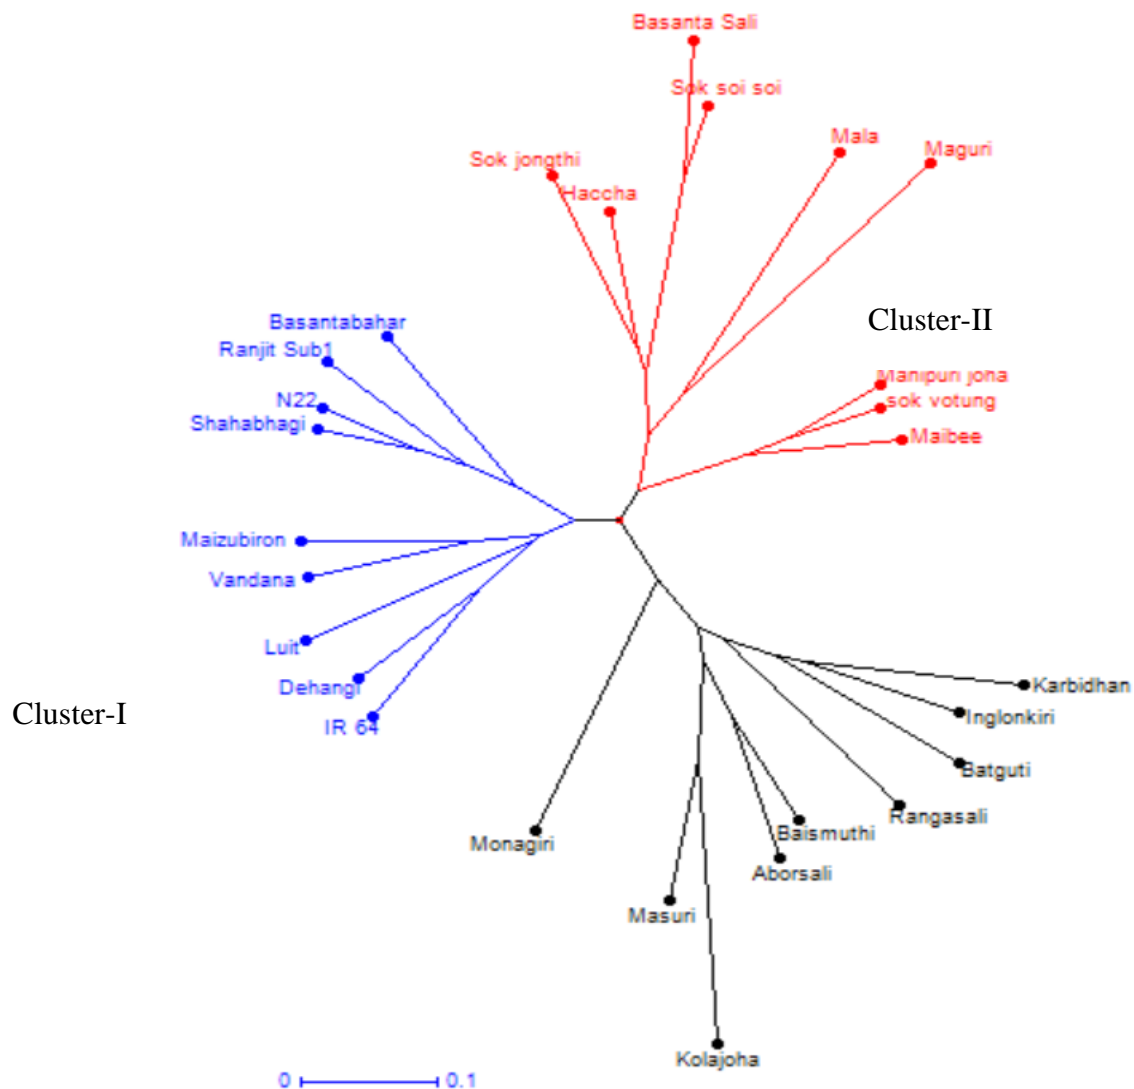 Basanta Sali
Sok soi soi
Mala
Maguri
Sok jongthi
Haccha
Cluster-II
Basantabahar
Ranjit Sub1
N22
Shahabhagi
Manipuri joha
sok votung
Maibee
Maizubiron
Vandana
Luit
Dehangi
IR 64
Cluster-I
Karbidhan
Inglonkiri
Batguti
Rangasali
Baismuthi
Aborsali
Monagiri
Masuri
Kolajoha
0 0.1